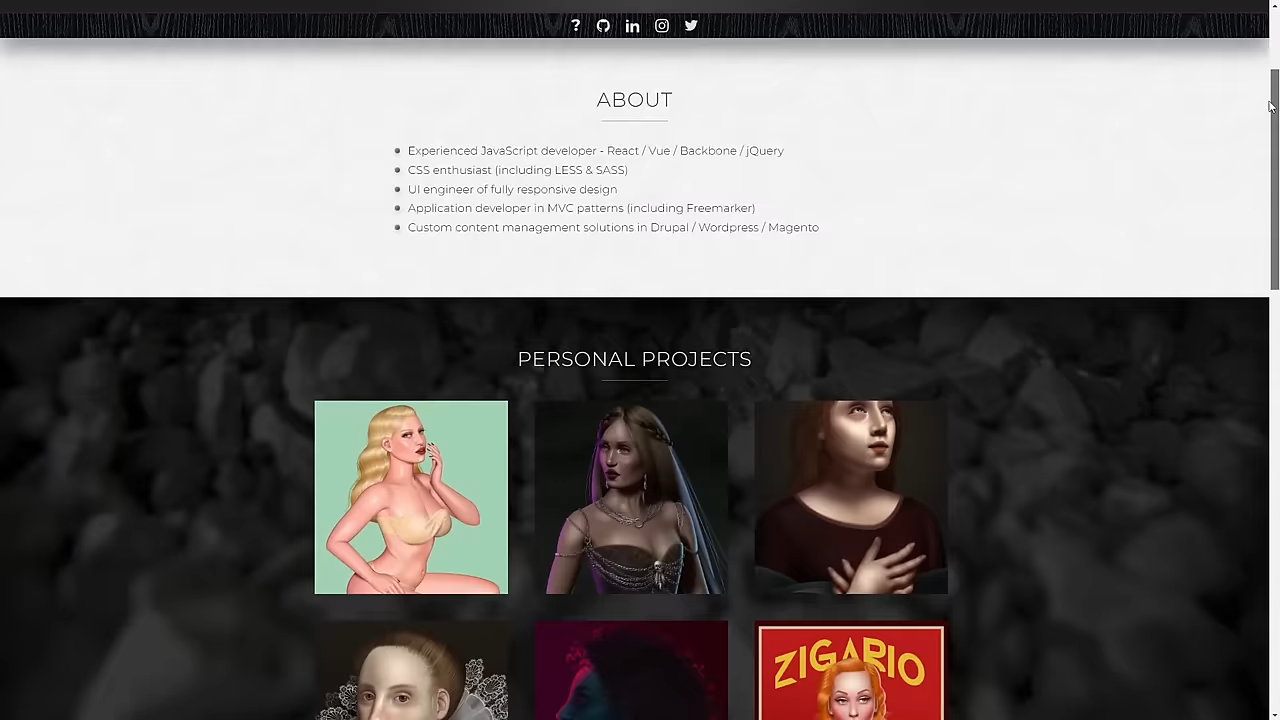 ?
in
ABOUT
Experienced JavaScript developer - React / Vue / Backbone / jQuery
CSS enthusiast (including LESS & SASS)
UI engineer of fully responsive design
Application developer in MVC patterns (including Freemarker)
Custom content management solutions in Drupal / Wordpress / Magento
PERSONAL PROJECTS
ZIGARIO